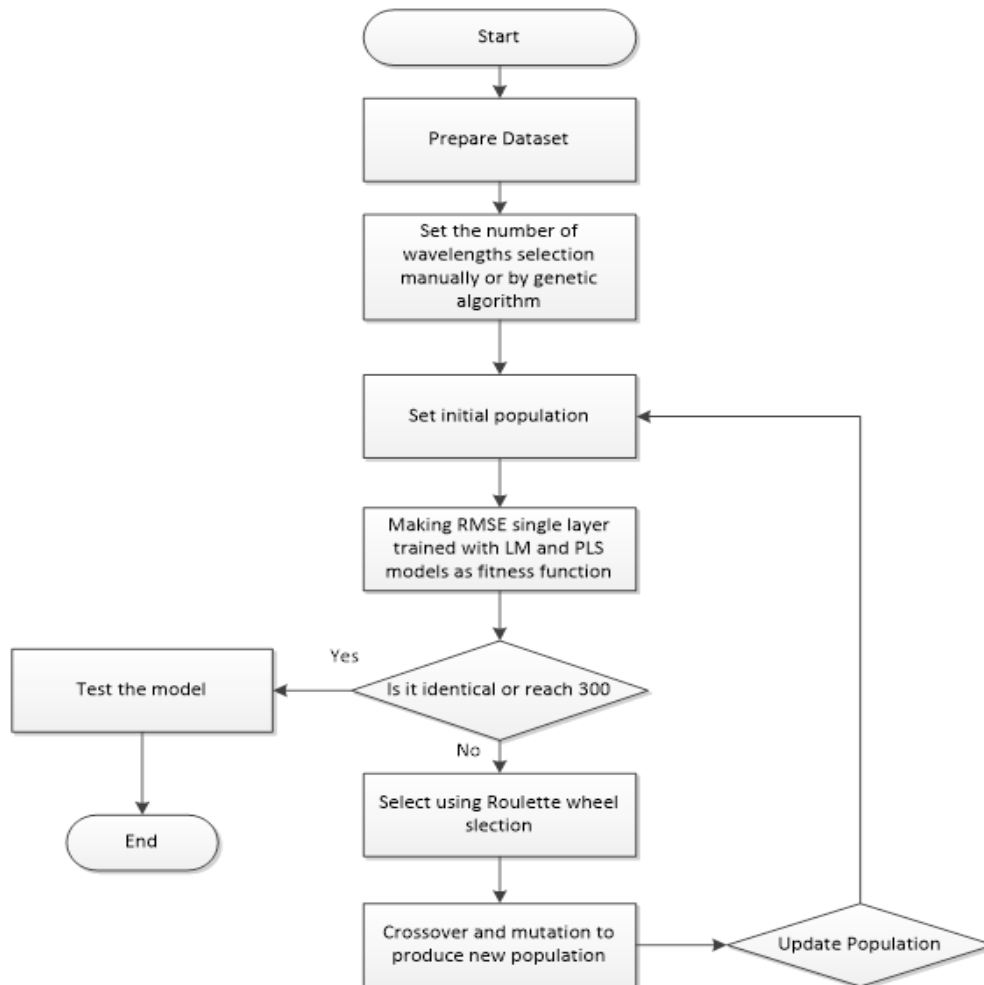 Start
Prepare Dataset
Set the number of
wavelengths selection
manually or by genetic
algorithm
Set initial population
Making RMSE single layer
trained with LM and PLS
models as fitness function
Is it identical or reach 300
Yes
Test the model
End
No
Select using Roulette wheel
slection
Crossover and mutation to
produce new population
Update Population